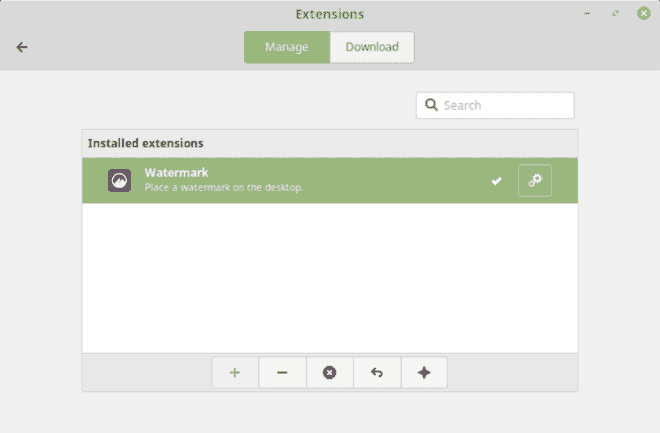 Extensions
Manage
Download
Search
Installed extensions
Watermark
Place a watermark on the desktop.